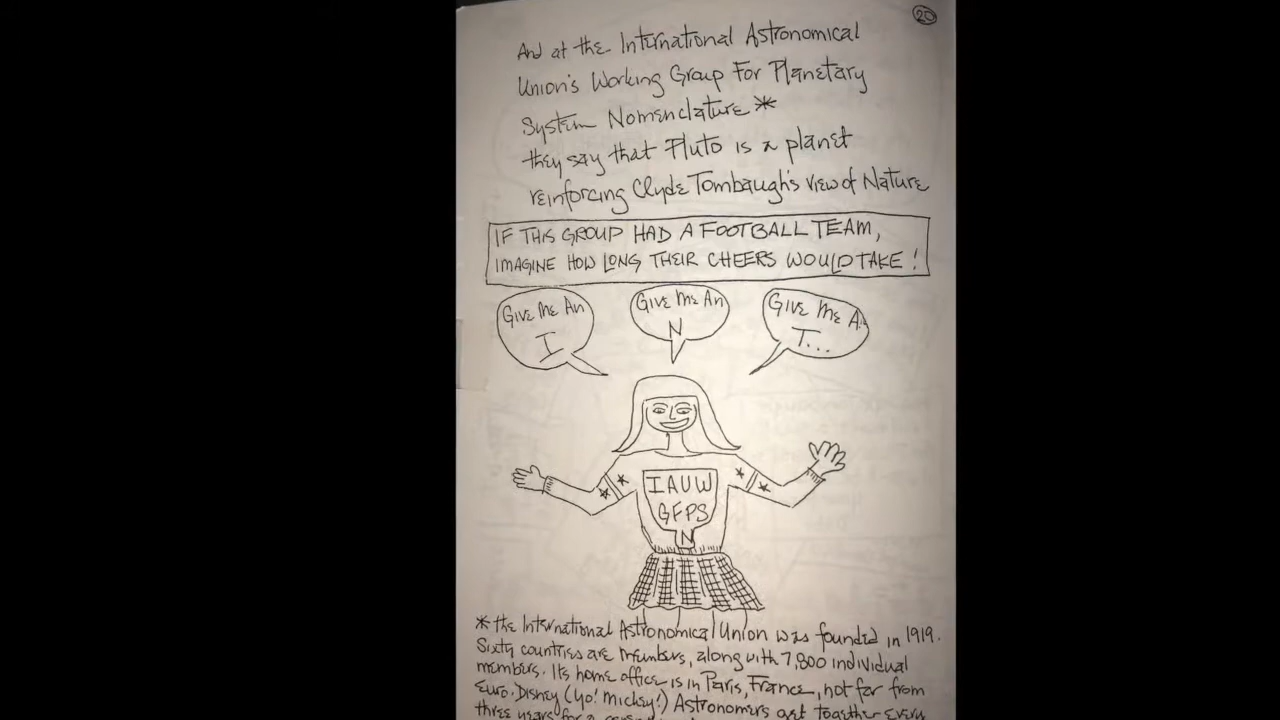 20
And at the International Astronomical
Union's Working Group For Planetary
System Nomenclature *
they say that Pluto is a planet
reinforcing Clyde Tombaugh's view of Nature
IF THIS GROUP HAD A FOOTBALL TEAM,
IMAGINE HOW LONG THEIR CHEERS WOULD TAKE!
Give Me An
I
Give Me An
N
Give Me A
T...
IAUW
GFPS
N
* the International Astronomical Union was founded in 1919.
Sixty countries are members, along with 7,800 individual
members. Its home office is in Paris, France, not far from
Euro. Disney (Yo! Mickey!) Astronomers get together every
three years for a